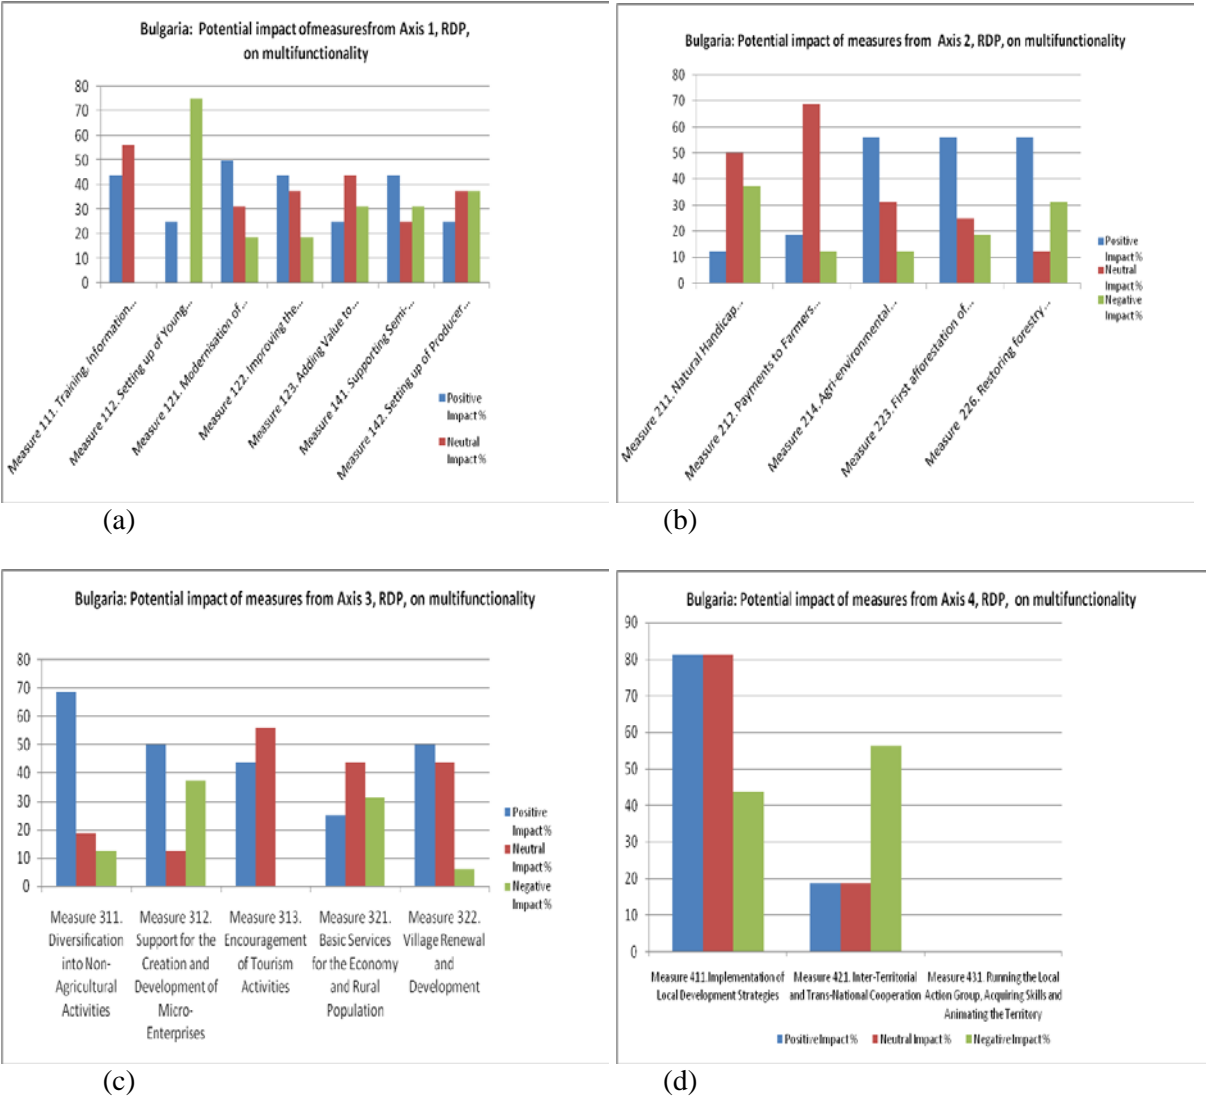 Bulgaria: Potential impact ofmeasuresfrom Axis 1, RDP,
on multifunctionality
80
70
60
50
40
30
20
10
0
Measure 111. Training, Information...
Measure 112. Setting up of Young...
Measure 121. Modernisation of...
Measure 122. Improving the...
Measure 123. Adding Value to...
Measure 141. Supporting Semi-...
Measure 142. Setting up of Producer...
Positive
Impact%
Neutral
Impact%
(a)
Bulgaria: Potential impact of measures from Axis 2, RDP, on multifunctionality
80
70
60
50
40
30
20
10
0
Measure 211. Natural Handicap...
Measure 212. Payments to Farmers...
Measure 214. Agri-environmental...
Measure 223. First afforestation of...
Measure 226. Restoring forestry...
Positive
Impact%
Neutral
Impact%
Negative
Impact%
(b)
Bulgaria: Potential impact of measures from Axis 3, RDP, on multifunctionality
80
70
60
50
40
30
20
10
0
Measure 311.
Diversification
into Non-
Agricultural
Activities
Measure 312.
Support for the
Creation and
Development of
Micro-
Enterprises
Measure 313.
Encouragement
of Tourism
Activities
Measure 321.
Basic Services
for the Economy
and Rural
Population
Measure 322.
Village Renewal
and
Development
Positive
Impact%
Neutral
Impact%
Negative
Impact%
(c)
Bulgaria: Potential impact of measures from Axis 4, RDP, on multifunctionality
90
80
70
60
50
40
30
20
10
0
Measure 411.Implementation of
Local Development Strategies
Measure 421. Inter-Territorial
and Trans-National Cooperation
Measure 431. Running the Local
Action Group, Acquiring Skills and
Animating the Territory
Positive Impact%
Neutral Impact%
Negative Impact%
(d)